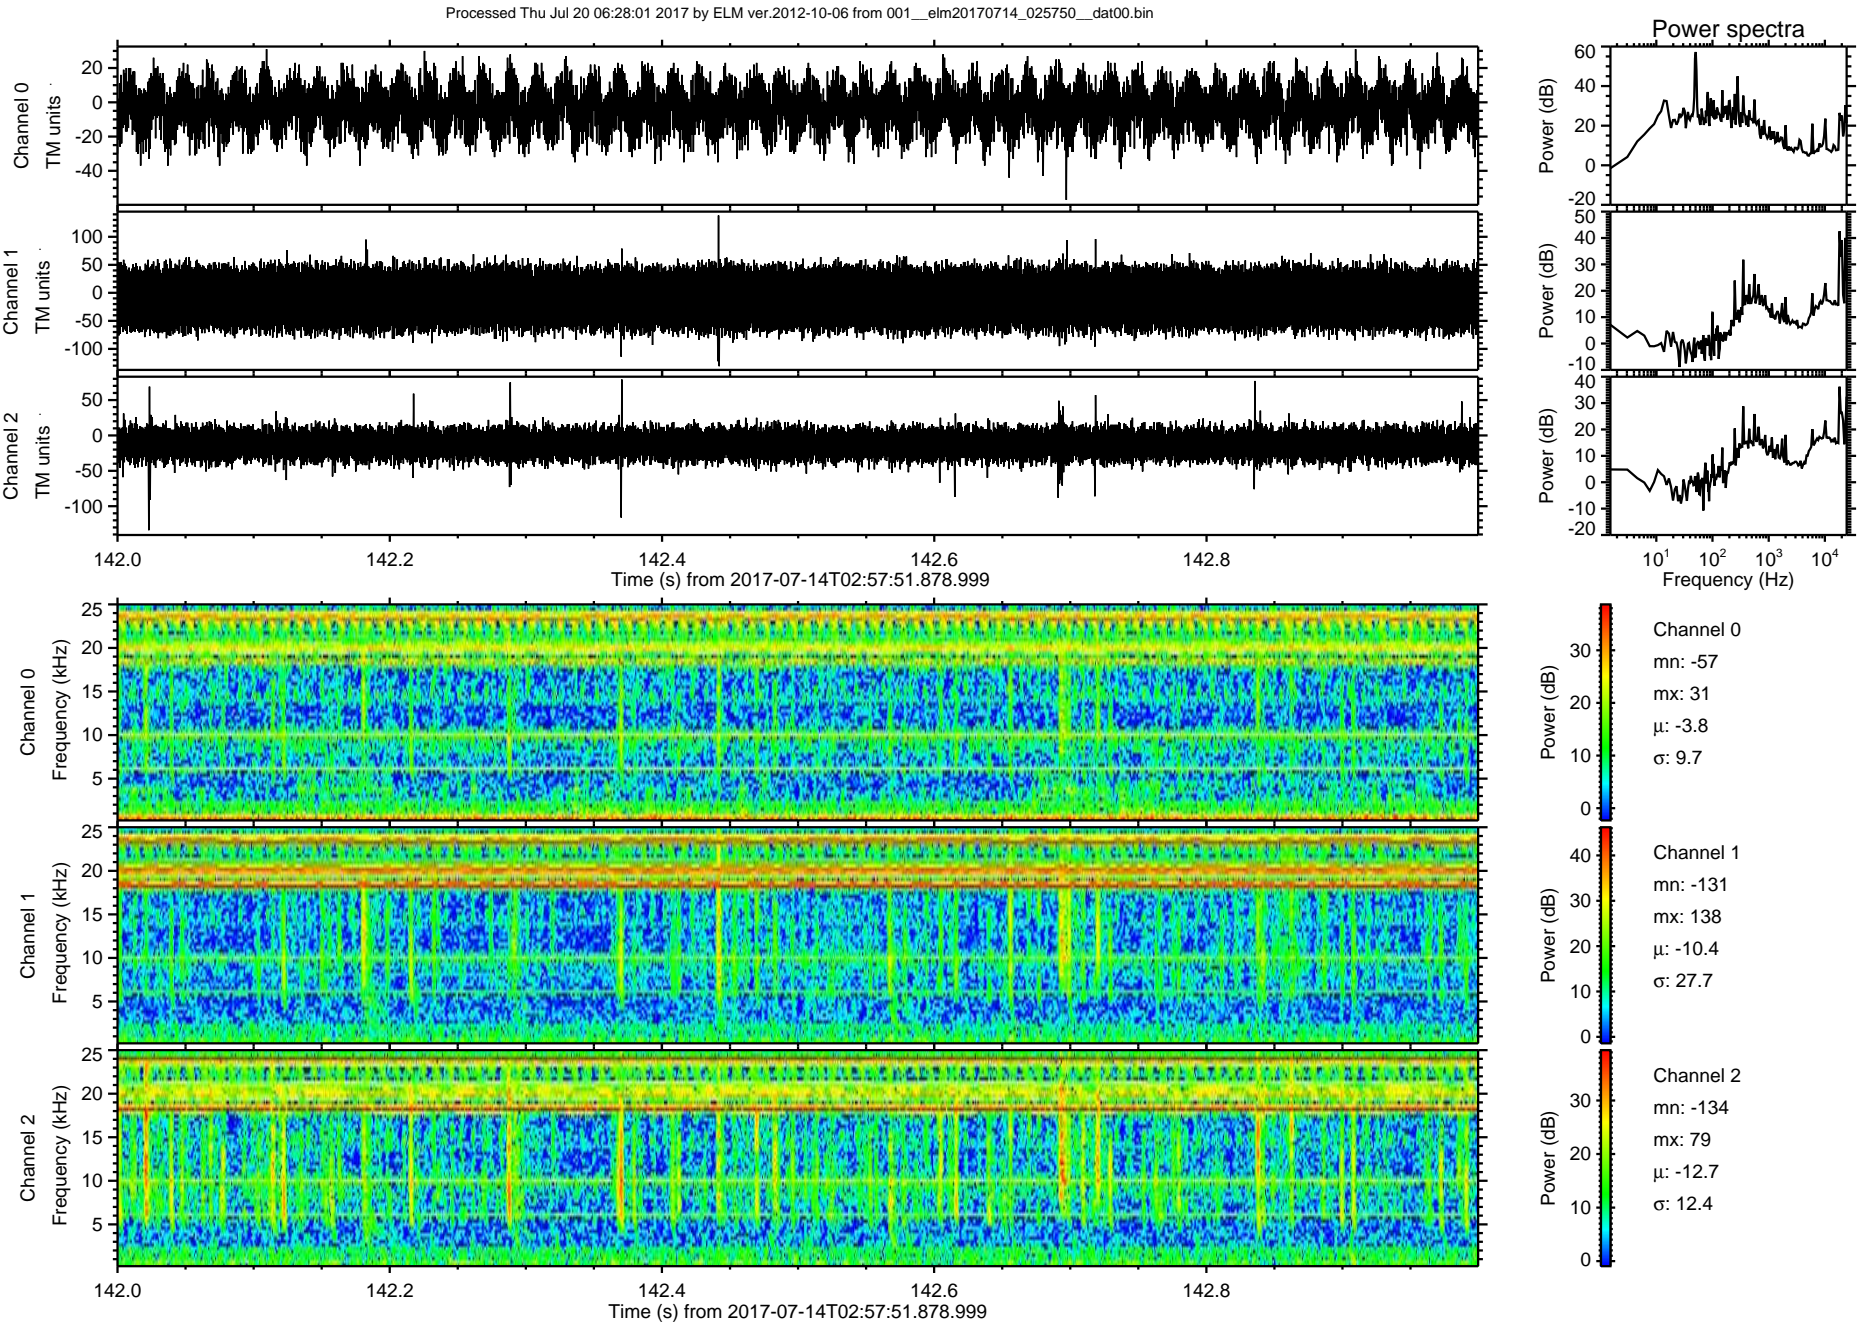 Processed Thu Jul 20 06:28:01 2017 by ELM ver.2012-10-06 from 001__elm20170714_025750__dat00.bin
Power spectra
Channel 0
TM units
20
0
-20
-40
Power (dB)
60
40
20
0
-20
Channel 1
TM units
100
50
0
-50
-100
Power (dB)
50
40
30
20
10
0
-10
Channel 2
TM units
50
0
-50
-100
Power (dB)
40
30
20
10
0
-10
-20
142.0 142.2 142.4 142.6 142.8
Time (s) from 2017-07-14T02:57:51.878.999
10^1 10^2 10^3 10^4
Frequency (Hz)
Channel 0
Frequency (kHz)
25
20
15
10
5
Power (dB)
30
20
10
0
Channel 0
mn: -57
mx: 31
μ: -3.8
σ: 9.7
Channel 1
Frequency (kHz)
25
20
15
10
5
Power (dB)
40
30
20
10
0
Channel 1
mn: -131
mx: 138
μ: -10.4
σ: 27.7
Channel 2
Frequency (kHz)
25
20
15
10
5
Power (dB)
30
20
10
0
Channel 2
mn: -134
mx: 79
μ: -12.7
σ: 12.4
142.0 142.2 142.4 142.6 142.8
Time (s) from 2017-07-14T02:57:51.878.999